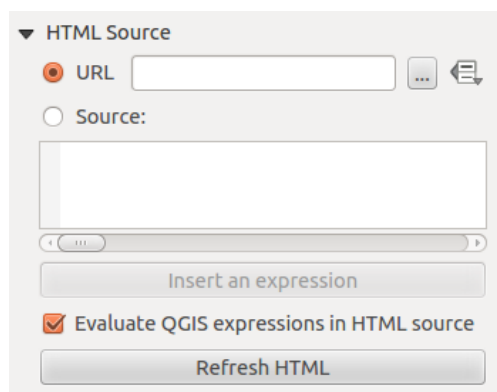 HTML Source
URL
...
Source:
Insert an expression
Evaluate QGIS expressions in HTML source
Refresh HTML